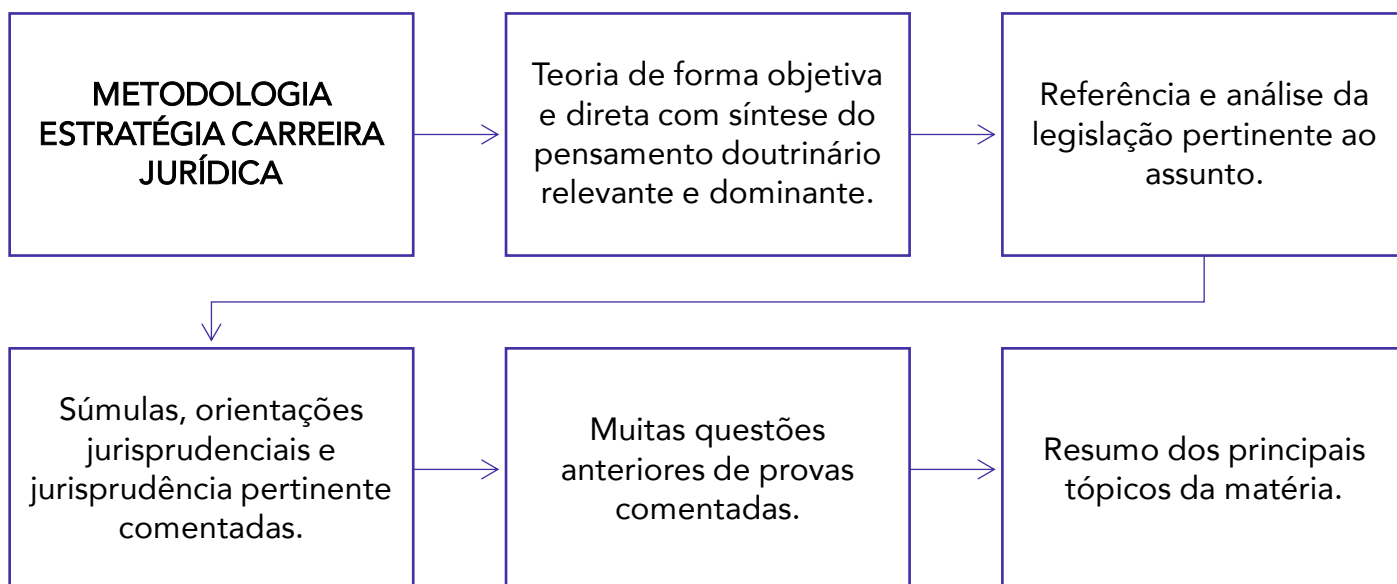 METODOLOGIA
ESTRATÉGIA CARREIRA
JURÍDICA
Teoria de forma objetiva
e direta com síntese do
pensamento doutrinário
relevante e dominante.
Referência e análise da
legislação pertinente ao
assunto.
Súmulas, orientações
jurisprudenciais e
jurisprudência pertinente
comentadas.
Muitas questões
anteriores de provas
comentadas.
Resumo dos principais
tópicos da matéria.